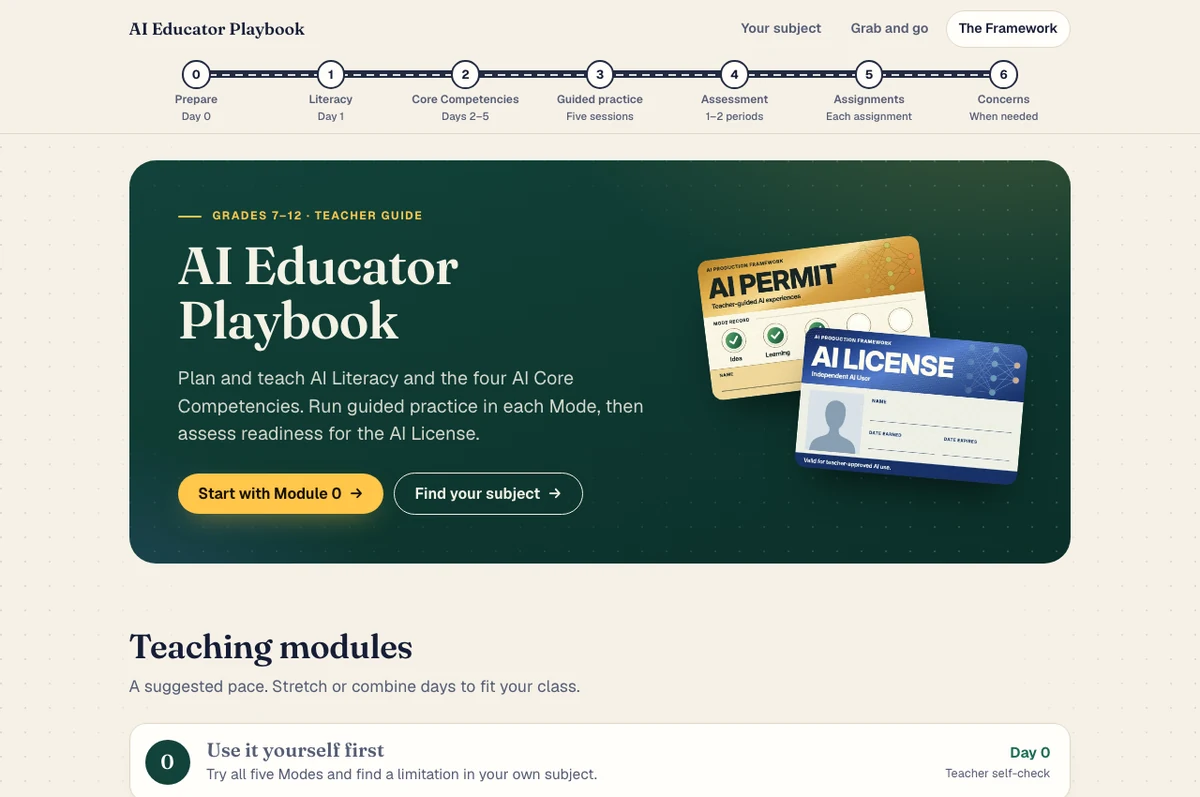 AI Educator Playbook
Your subject
Grab and go
The Framework
0
1
2
3
4
5
6
Prepare
Literacy
Core Competencies
Guided practice
Assessment
Assignments
Concerns
Day 0
Day 1
Days 2–5
Five sessions
1–2 periods
Each assignment
When needed
GRADES 7–12 · TEACHER GUIDE
AI Educator
Playbook
Plan and teach AI Literacy and the four AI Core
Competencies. Run guided practice in each Mode, then
assess readiness for the AI License.
Start with Module 0 →
Find your subject →
AI PRODUCTION FRAMEWORK
AI PERMIT
Teacher-guided AI experiences
MODE RECORD
Idea
Learning
NAME
AI PRODUCTION FRAMEWORK
AI LICENSE
Independent AI User
NAME
DATE EARNED
DATE EXPIRES
Valid for teacher-approved AI use.
Teaching modules
A suggested pace. Stretch or combine days to fit your class.
0
Use it yourself first
Try all five Modes and find a limitation in your own subject.
Day 0
Teacher self-check